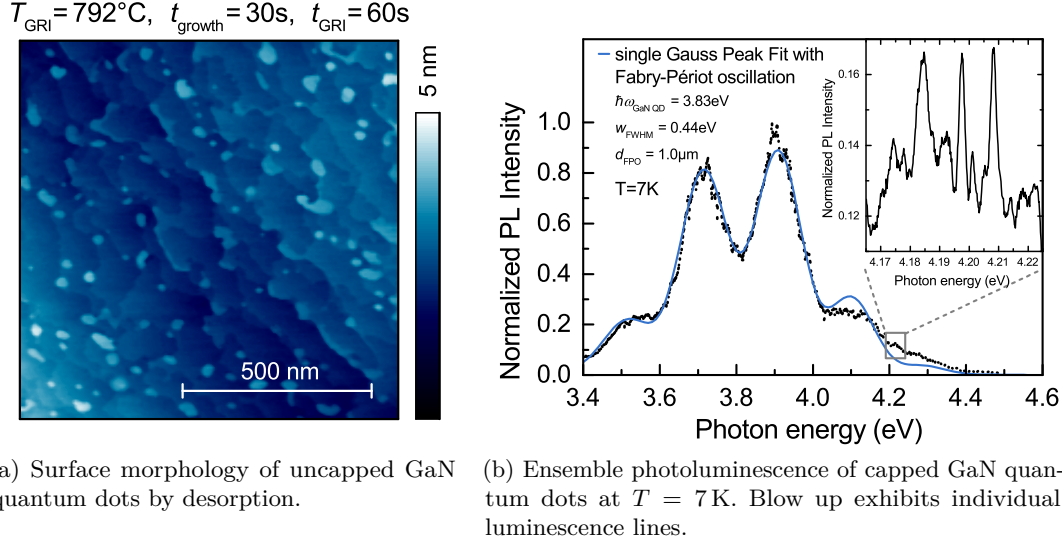 T_GRI = 792°C, t_growth = 30s, t_GRI = 60s
5 nm
500 nm
a) Surface morphology of uncapped GaN
quantum dots by desorption.
single Gauss Peak Fit with
Fabry-Périot oscillation
ħω_GaN QD = 3.83eV
w_FWHM = 0.44eV
d_FPO = 1.0µm
T=7K
Normalized PL Intensity
1.0
0.8
0.6
0.4
0.2
0.0
3.4 3.6 3.8 4.0 4.2 4.4 4.6
Photon energy (eV)
Normalized PL Intensity
0.16
0.14
0.12
4.17 4.18 4.19 4.20 4.21 4.22
Photon energy (eV)
(b) Ensemble photoluminescence of capped GaN quan-
tum dots at T = 7 K. Blow up exhibits individual
luminescence lines.